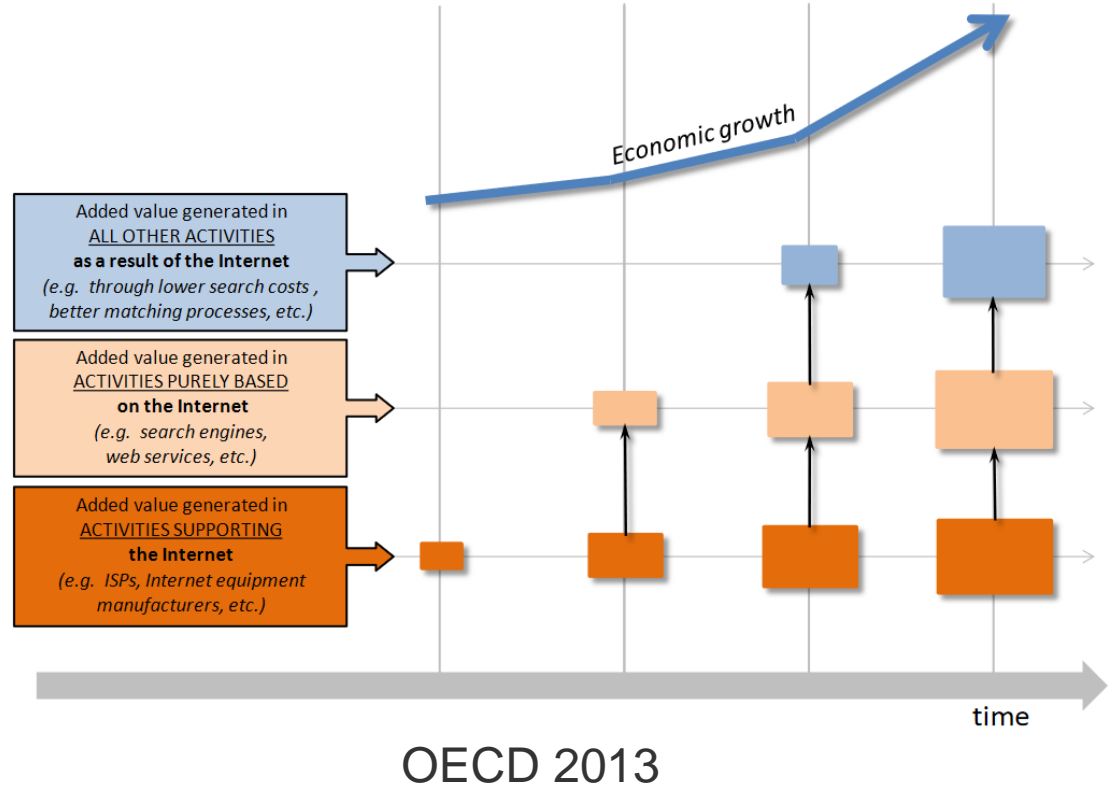 Economic growth
Added value generated in
ALL OTHER ACTIVITIES
as a result of the Internet
(e.g. through lower search costs ,
better matching processes, etc.)
Added value generated in
ACTIVITIES PURELY BASED
on the Internet
(e.g. search engines,
web services, etc.)
Added value generated in
ACTIVITIES SUPPORTING
the Internet
(e.g. ISPs, Internet equipment
manufacturers, etc.)
time
OECD 2013